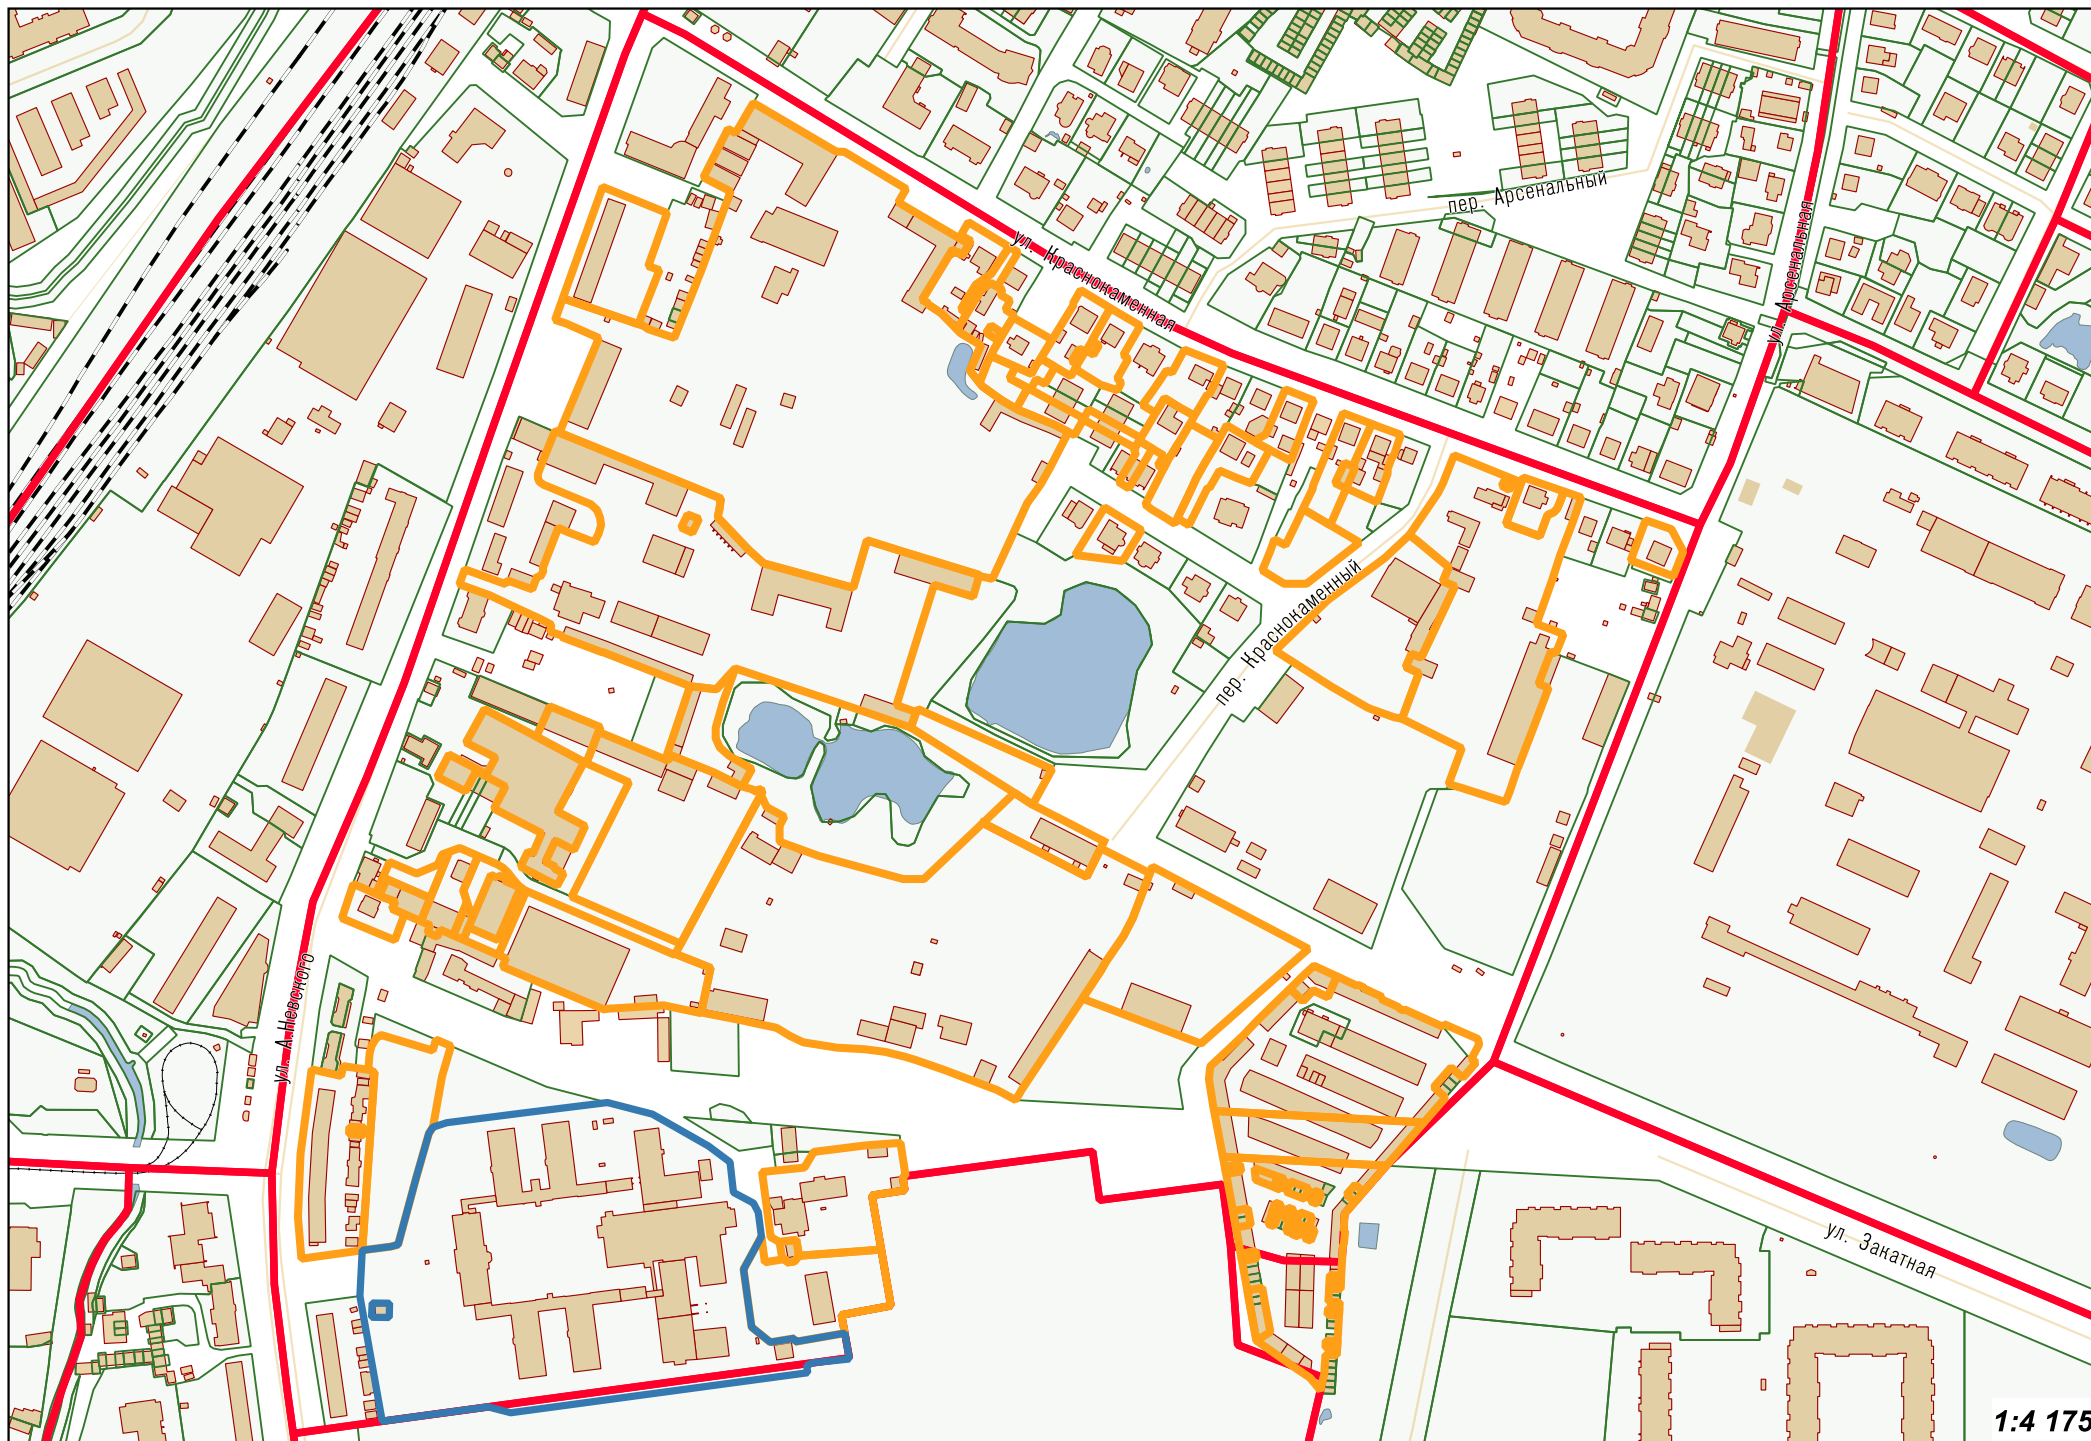 пер. Арсенальный
ул. Краснокаменная
ул. Арсенальная
пер. Краснокаменный
ул. А.Невского
ул. Закатная
1:4 175